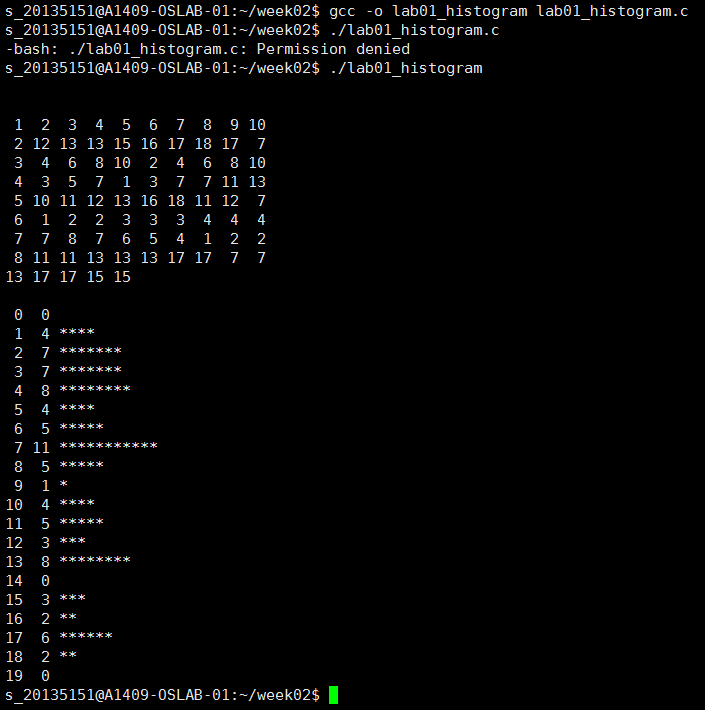 s_20135151@A1409-OSLAB-01:~/week02$ gcc -o lab01_histogram lab01_histogram.c
s_20135151@A1409-OSLAB-01:~/week02$ ./lab01_histogram.c
-bash: ./lab01_histogram.c: Permission denied
s_20135151@A1409-OSLAB-01:~/week02$ ./lab01_histogram
 1  2  3  4  5  6  7  8  9 10
 2 12 13 13 15 16 17 18 17  7
 3  4  6  8 10  2  4  6  8 10
 4  3  5  7  1  3  7  7 11 13
 5 10 11 12 13 16 18 11 12  7
 6  1  2  2  3  3  3  4  4  4
 7  7  8  7  6  5  4  1  2  2
 8 11 11 13 13 13 17 17  7  7
13 17 17 15 15
 0  0
 1  4 ****
 2  7 *******
 3  7 *******
 4  8 ********
 5  4 ****
 6  5 *****
 7 11 ***********
 8  5 *****
 9  1 *
10  4 ****
11  5 *****
12  3 ***
13  8 ********
14  0
15  3 ***
16  2 **
17  6 ******
18  2 **
19  0
s_20135151@A1409-OSLAB-01:~/week02$